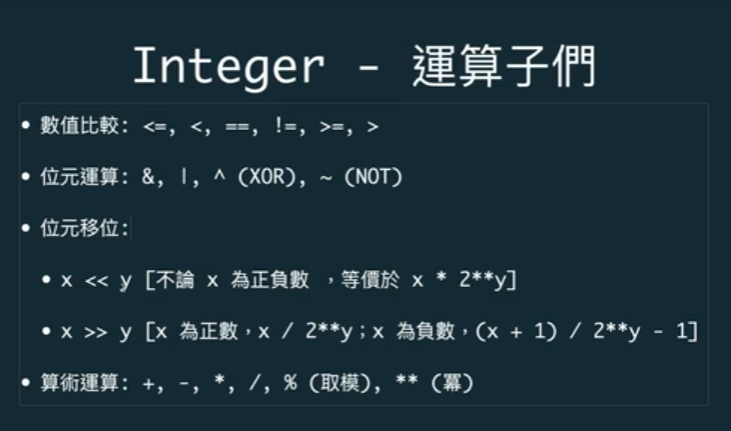 Integer - 運算子們
• 數值比較: <=, <, ==, !=, >=, >
• 位元運算: &, |, ^ (XOR), ~ (NOT)
• 位元移位:
• x << y [不論 x 為正負數 ，等價於 x * 2**y]
• x >> y [x 為正數，x / 2**y；x 為負數，(x + 1) / 2**y - 1]
• 算術運算: +, -, *, /, % (取模), ** (冪)